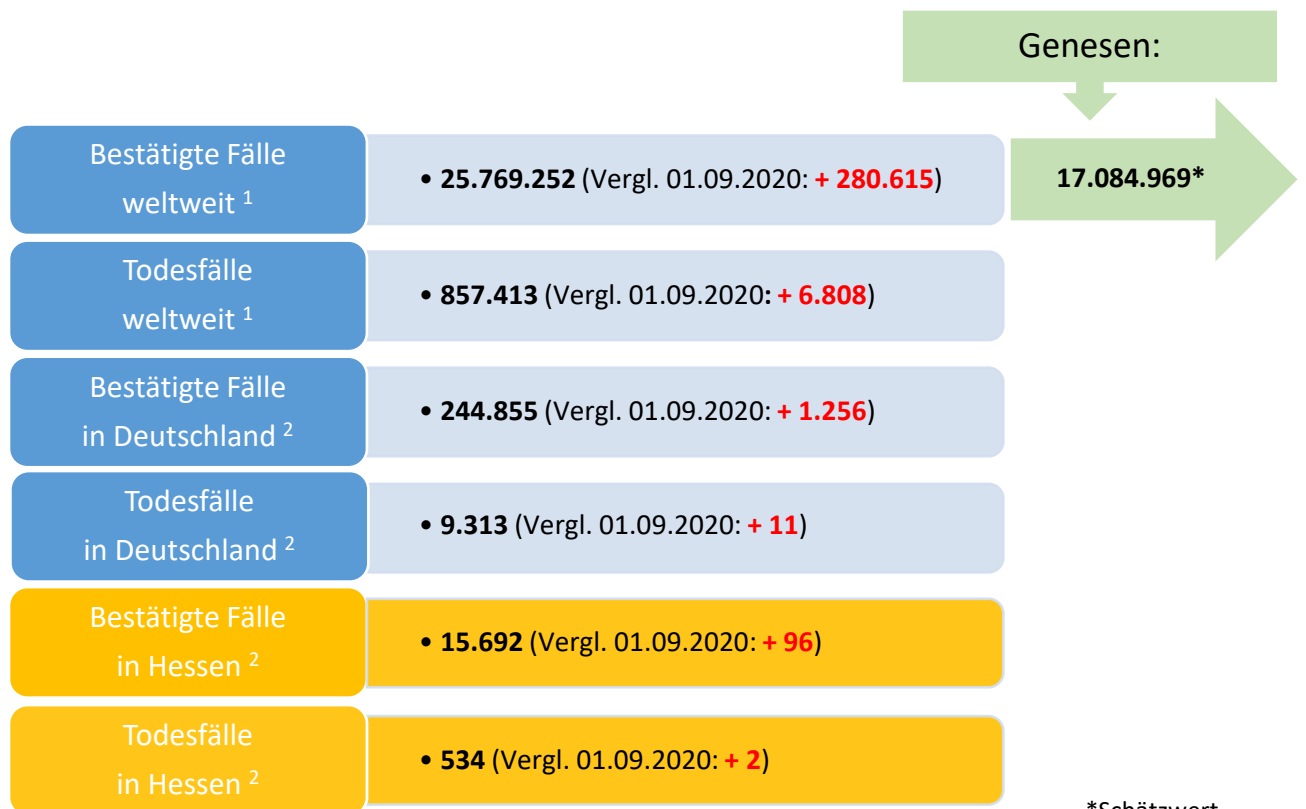 Genesen:
Bestätigte Fälle
weltweit ¹
• 25.769.252 (Vergl. 01.09.2020: + 280.615)
17.084.969*
Todesfälle
weltweit ¹
• 857.413 (Vergl. 01.09.2020: + 6.808)
Bestätigte Fälle
in Deutschland ²
• 244.855 (Vergl. 01.09.2020: + 1.256)
Todesfälle
in Deutschland ²
• 9.313 (Vergl. 01.09.2020: + 11)
Bestätigte Fälle
in Hessen ²
• 15.692 (Vergl. 01.09.2020: + 96)
Todesfälle
in Hessen ²
• 534 (Vergl. 01.09.2020: + 2)
*Schätzwert